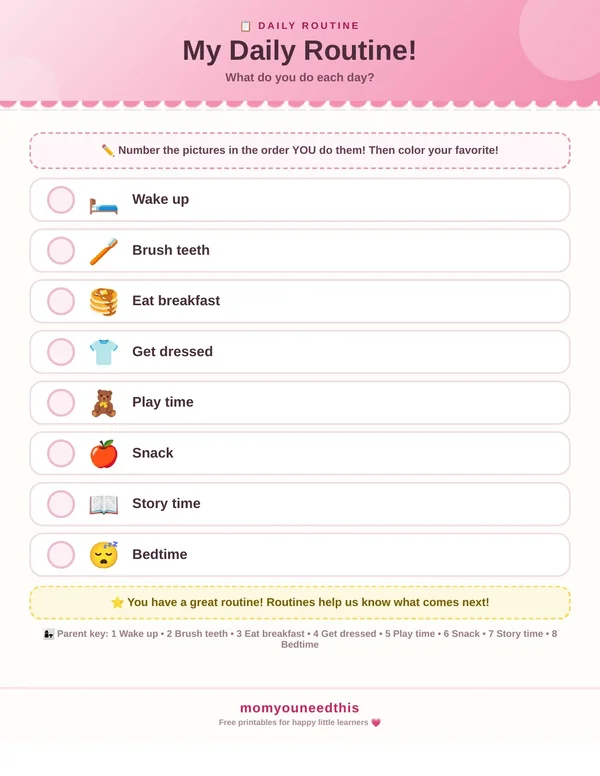 📋 DAILY ROUTINE
My Daily Routine!
What do you do each day?
✏️ Number the pictures in the order YOU do them! Then color your favorite!
Wake up
Brush teeth
Eat breakfast
Get dressed
Play time
Snack
Story time
Bedtime
⭐ You have a great routine! Routines help us know what comes next!
Parent key: 1 Wake up • 2 Brush teeth • 3 Eat breakfast • 4 Get dressed • 5 Play time • 6 Snack • 7 Story time • 8
Bedtime
momyouneedthis
Free printables for happy little learners 💗